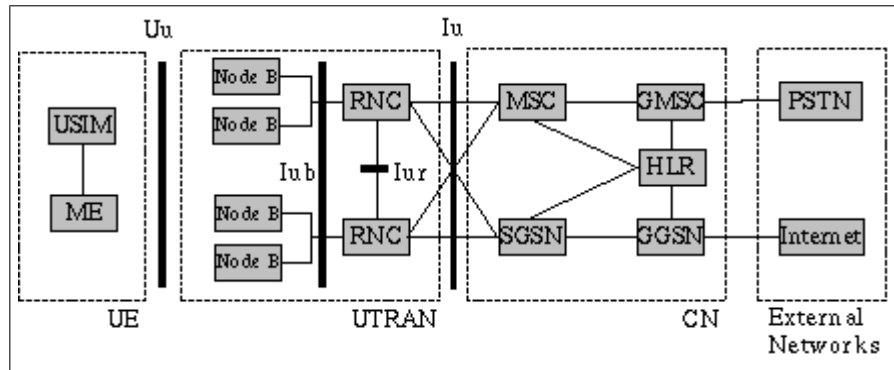 Uu
Iu
Node B
RNC
MSC
GMSC
PSTN
USIM
Node B
Iub
Iur
HLR
ME
Node B
RNC
SGSN
GGSN
Internet
Node B
UE
UTRAN
CN
External
Networks